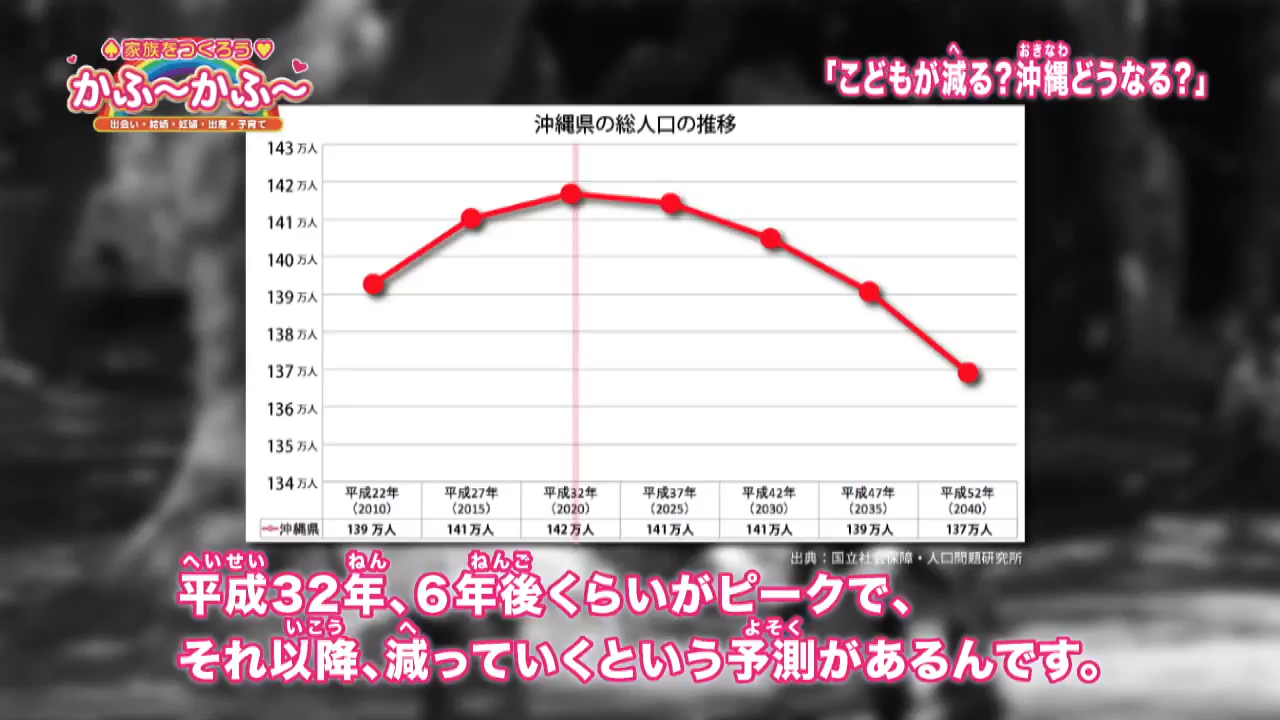 ♠家族をつくろう♥
かふ〜かふ〜
出会い・結婚・妊婦・出産・子育て
へ おきなわ
「こどもが減る?沖縄どうなる?」
沖縄県の総人口の推移
143万人
142万人
141万人
140万人
139万人
138万人
137万人
136万人
135万人
134万人
平成22年 平成27年 平成32年 平成37年 平成42年 平成47年 平成52年
(2010) (2015) (2020) (2025) (2030) (2035) (2040)
沖縄県 139万人 141万人 142万人 141万人 141万人 139万人 137万人
出典:国立社会保障・人口問題研究所
へいせい ねん ねんご
平成32年、6年後くらいがピークで、
いこう へ よそく
それ以降、減っていくという予測があるんです。